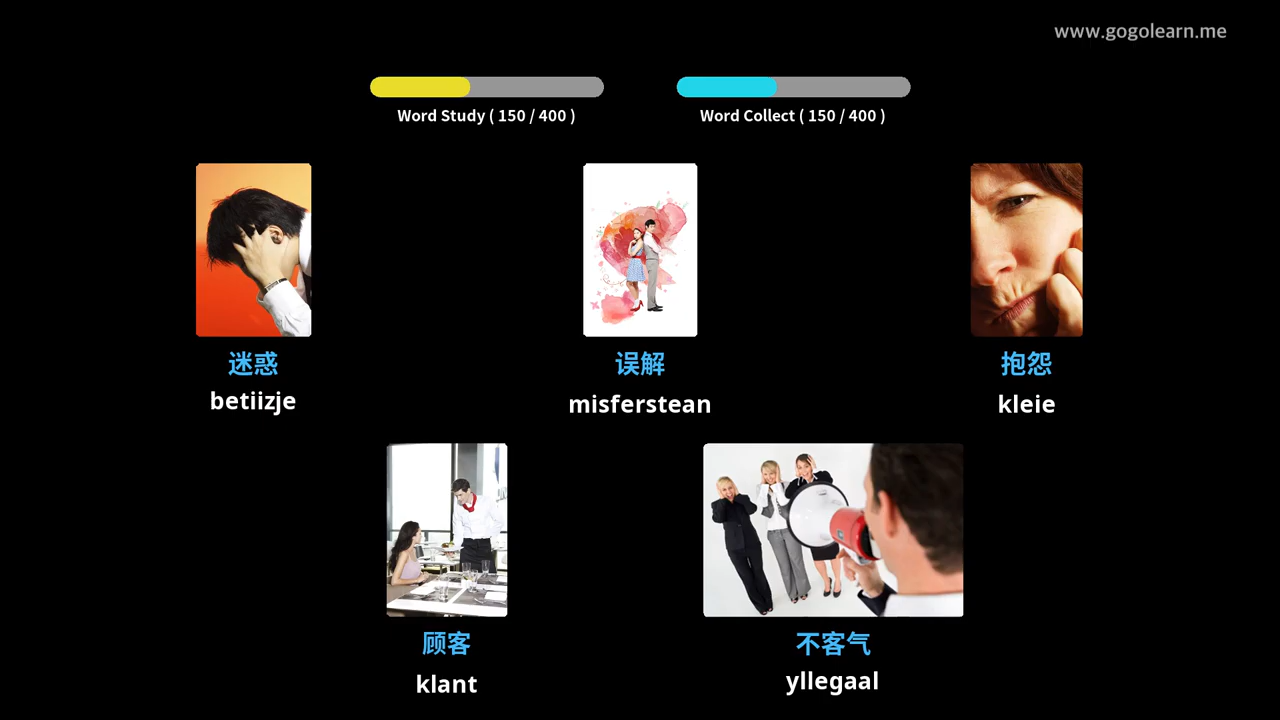 www.gogolearn.me
Word Study ( 150 / 400 )
Word Collect ( 150 / 400 )
迷惑
betiizje
误解
misferstean
抱怨
kleie
顾客
klant
不客气
yllegaal